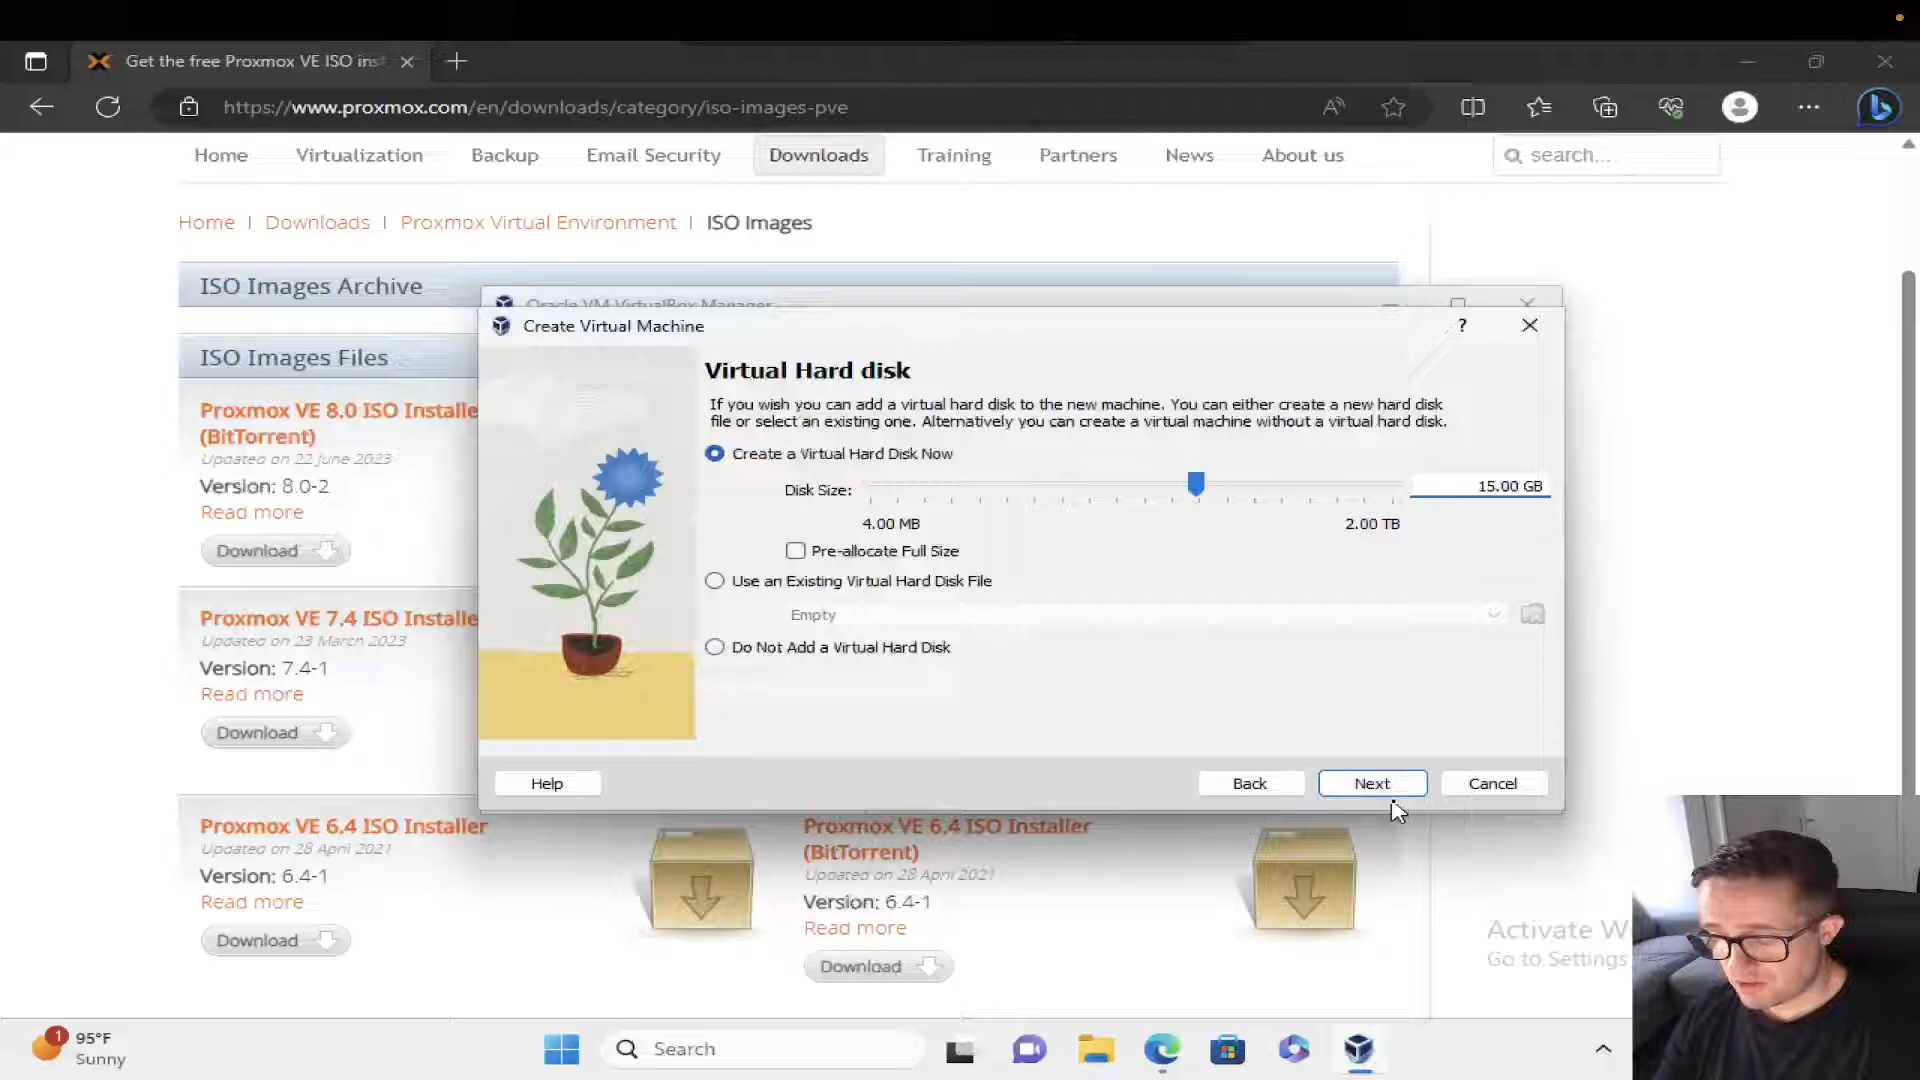 Get the free Proxmox VE ISO inst
https://www.proxmox.com/en/downloads/category/iso-images-pve
Home Virtualization Backup Email Security Downloads Training Partners News About us search...
Home | Downloads | Proxmox Virtual Environment | ISO Images
ISO Images Archive
Oracle VM VirtualBox Manager
Create Virtual Machine ?
ISO Images Files
Virtual Hard disk
If you wish you can add a virtual hard disk to the new machine. You can either create a new hard disk
file or select an existing one. Alternatively you can create a virtual machine without a virtual hard disk.
Create a Virtual Hard Disk Now
Disk Size: 15.00 GB
4.00 MB 2.00 TB
Pre-allocate Full Size
Use an Existing Virtual Hard Disk File
Empty
Do Not Add a Virtual Hard Disk
Help Back Next Cancel
Proxmox VE 8.0 ISO Installe
(BitTorrent)
Updated on 22 June 2023
Version: 8.0-2
Read more
Download
Proxmox VE 7.4 ISO Installe
Updated on 23 March 2023
Version: 7.4-1
Read more
Download
Proxmox VE 6.4 ISO Installer
Updated on 28 April 2021
Version: 6.4-1
Read more
Download
Proxmox VE 6.4 ISO Installer
(BitTorrent)
Updated on 28 April 2021
Version: 6.4-1
Read more
Download
Activate W
Go to Settings
1
95°F
Sunny
Search